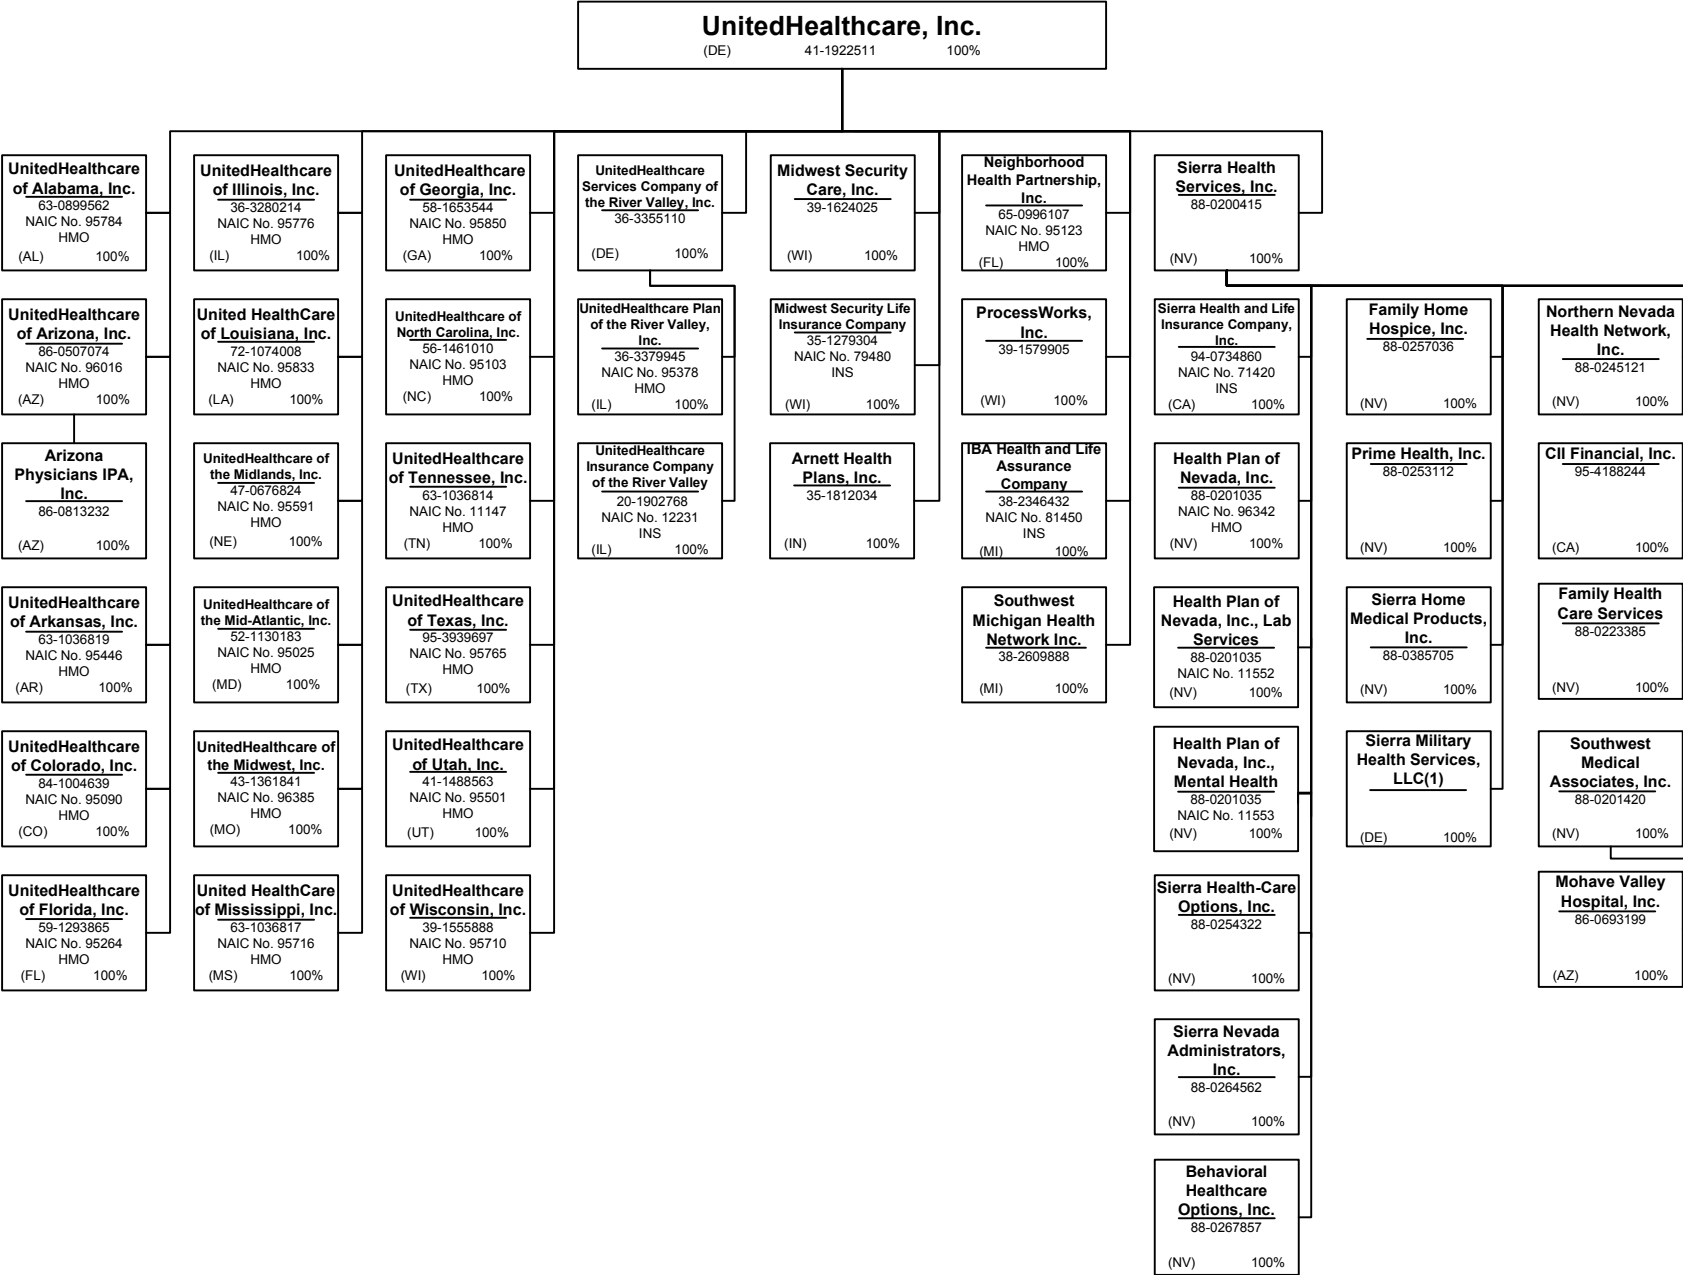 UnitedHealthcare, Inc.
(DE) 41-1922511 100%
UnitedHealthcare
of Alabama, Inc.
63-0899562
NAIC No. 95784
HMO
(AL) 100%
UnitedHealthcare
of Arizona, Inc.
86-0507074
NAIC No. 96016
HMO
(AZ) 100%
Arizona
Physicians IPA,
Inc.
86-0813232
(AZ) 100%
UnitedHealthcare
of Arkansas, Inc.
63-1036819
NAIC No. 95446
HMO
(AR) 100%
UnitedHealthcare
of Colorado, Inc.
84-1004639
NAIC No. 95090
HMO
(CO) 100%
UnitedHealthcare
of Florida, Inc.
59-1293865
NAIC No. 95264
HMO
(FL) 100%
UnitedHealthcare
of Illinois, Inc.
36-3280214
NAIC No. 95776
HMO
(IL) 100%
United HealthCare
of Louisiana, Inc.
72-1074008
NAIC No. 95833
HMO
(LA) 100%
UnitedHealthcare of
the Midlands, Inc.
47-0676824
NAIC No. 95591
HMO
(NE) 100%
UnitedHealthcare of
the Mid-Atlantic, Inc.
52-1130183
NAIC No. 95025
HMO
(MD) 100%
UnitedHealthcare of
the Midwest, Inc.
43-1361841
NAIC No. 96385
HMO
(MO) 100%
United HealthCare
of Mississippi, Inc.
63-1036817
NAIC No. 95716
HMO
(MS) 100%
UnitedHealthcare
of Georgia, Inc.
58-1653544
NAIC No. 95850
HMO
(GA) 100%
UnitedHealthcare of
North Carolina, Inc.
56-1461010
NAIC No. 95103
HMO
(NC) 100%
UnitedHealthcare
of Tennessee, Inc.
63-1036814
NAIC No. 11147
HMO
(TN) 100%
UnitedHealthcare
of Texas, Inc.
95-3939697
NAIC No. 95765
HMO
(TX) 100%
UnitedHealthcare
of Utah, Inc.
41-1488563
NAIC No. 95501
HMO
(UT) 100%
UnitedHealthcare
of Wisconsin, Inc.
39-1555888
NAIC No. 95710
HMO
(WI) 100%
UnitedHealthcare
Services Company of
the River Valley, Inc.
36-3355110
(DE) 100%
UnitedHealthcare Plan
of the River Valley,
Inc.
36-3379945
NAIC No. 95378
HMO
(IL) 100%
UnitedHealthcare
Insurance Company
of the River Valley
20-1902768
NAIC No. 12231
INS
(IL) 100%
Midwest Security
Care, Inc.
39-1624025
(WI) 100%
Midwest Security Life
Insurance Company
35-1279304
NAIC No. 79480
INS
(WI) 100%
Arnett Health
Plans, Inc.
35-1812034
(IN) 100%
Neighborhood
Health Partnership,
Inc.
65-0996107
NAIC No. 95123
HMO
(FL) 100%
ProcessWorks,
Inc.
39-1579905
(WI) 100%
IBA Health and Life
Assurance
Company
38-2346432
NAIC No. 81450
INS
(MI) 100%
Southwest
Michigan Health
Network Inc.
38-2609888
(MI) 100%
Sierra Health
Services, Inc.
88-0200415
(NV) 100%
Sierra Health and Life
Insurance Company,
Inc.
94-0734860
NAIC No. 71420
INS
(CA) 100%
Health Plan of
Nevada, Inc.
88-0201035
NAIC No. 96342
HMO
(NV) 100%
Health Plan of
Nevada, Inc., Lab
Services
88-0201035
NAIC No. 11552
(NV) 100%
Health Plan of
Nevada, Inc.,
Mental Health
88-0201035
NAIC No. 11553
(NV) 100%
Sierra Health-Care
Options, Inc.
88-0254322
(NV) 100%
Sierra Nevada
Administrators,
Inc.
88-0264562
(NV) 100%
Behavioral
Healthcare
Options, Inc.
88-0267857
(NV) 100%
Family Home
Hospice, Inc.
88-0257036
(NV) 100%
Prime Health, Inc.
88-0253112
(NV) 100%
Sierra Home
Medical Products,
Inc.
88-0385705
(NV) 100%
Sierra Military
Health Services,
LLC(1)
(DE) 100%
Northern Nevada
Health Network,
Inc.
88-0245121
(NV) 100%
CII Financial, Inc.
95-4188244
(CA) 100%
Family Health
Care Services
88-0223385
(NV) 100%
Southwest
Medical
Associates, Inc.
88-0201420
(NV) 100%
Mohave Valley
Hospital, Inc.
86-0693199
(AZ) 100%